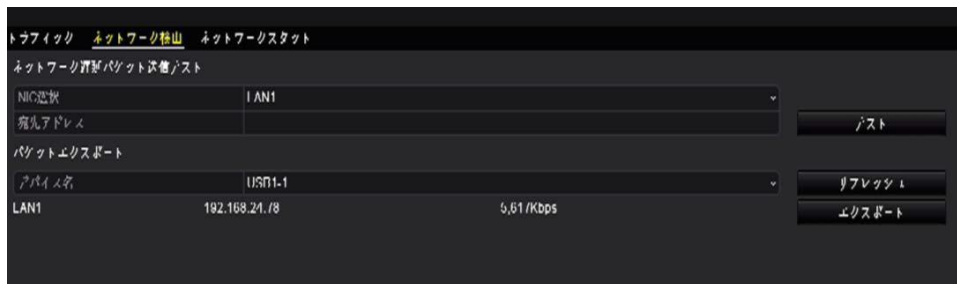 トラフィック ネットワーク検出 ネットワークスタット
ネットワーク遅延パケット送信テスト
NIC選択 LAN1
宛先アドレス テスト
パケットエクスポート
デバイス名 USB1-1 リフレッシュ
LAN1 192.168.24.78 5,617Kbps エクスポート